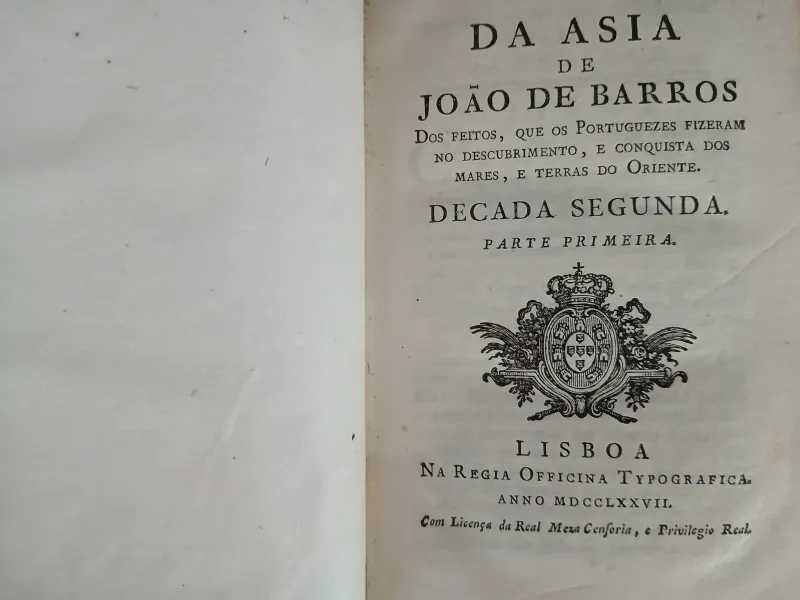 DA ASIA
DE
JOÃO DE BARROS
DOS FEITOS, QUE OS PORTUGUEZES FIZERAM
NO DESCUBRIMENTO, E CONQUISTA DOS
MARES, E TERRAS DO ORIENTE.
DECADA SEGUNDA.
PARTE PRIMEIRA.
LISBOA
NA REGIA OFFICINA TYPOGRAFICA.
ANNO MDCCLXXVII.
Com Licença da Real Meza Cenſoria, e Privilegio Real.